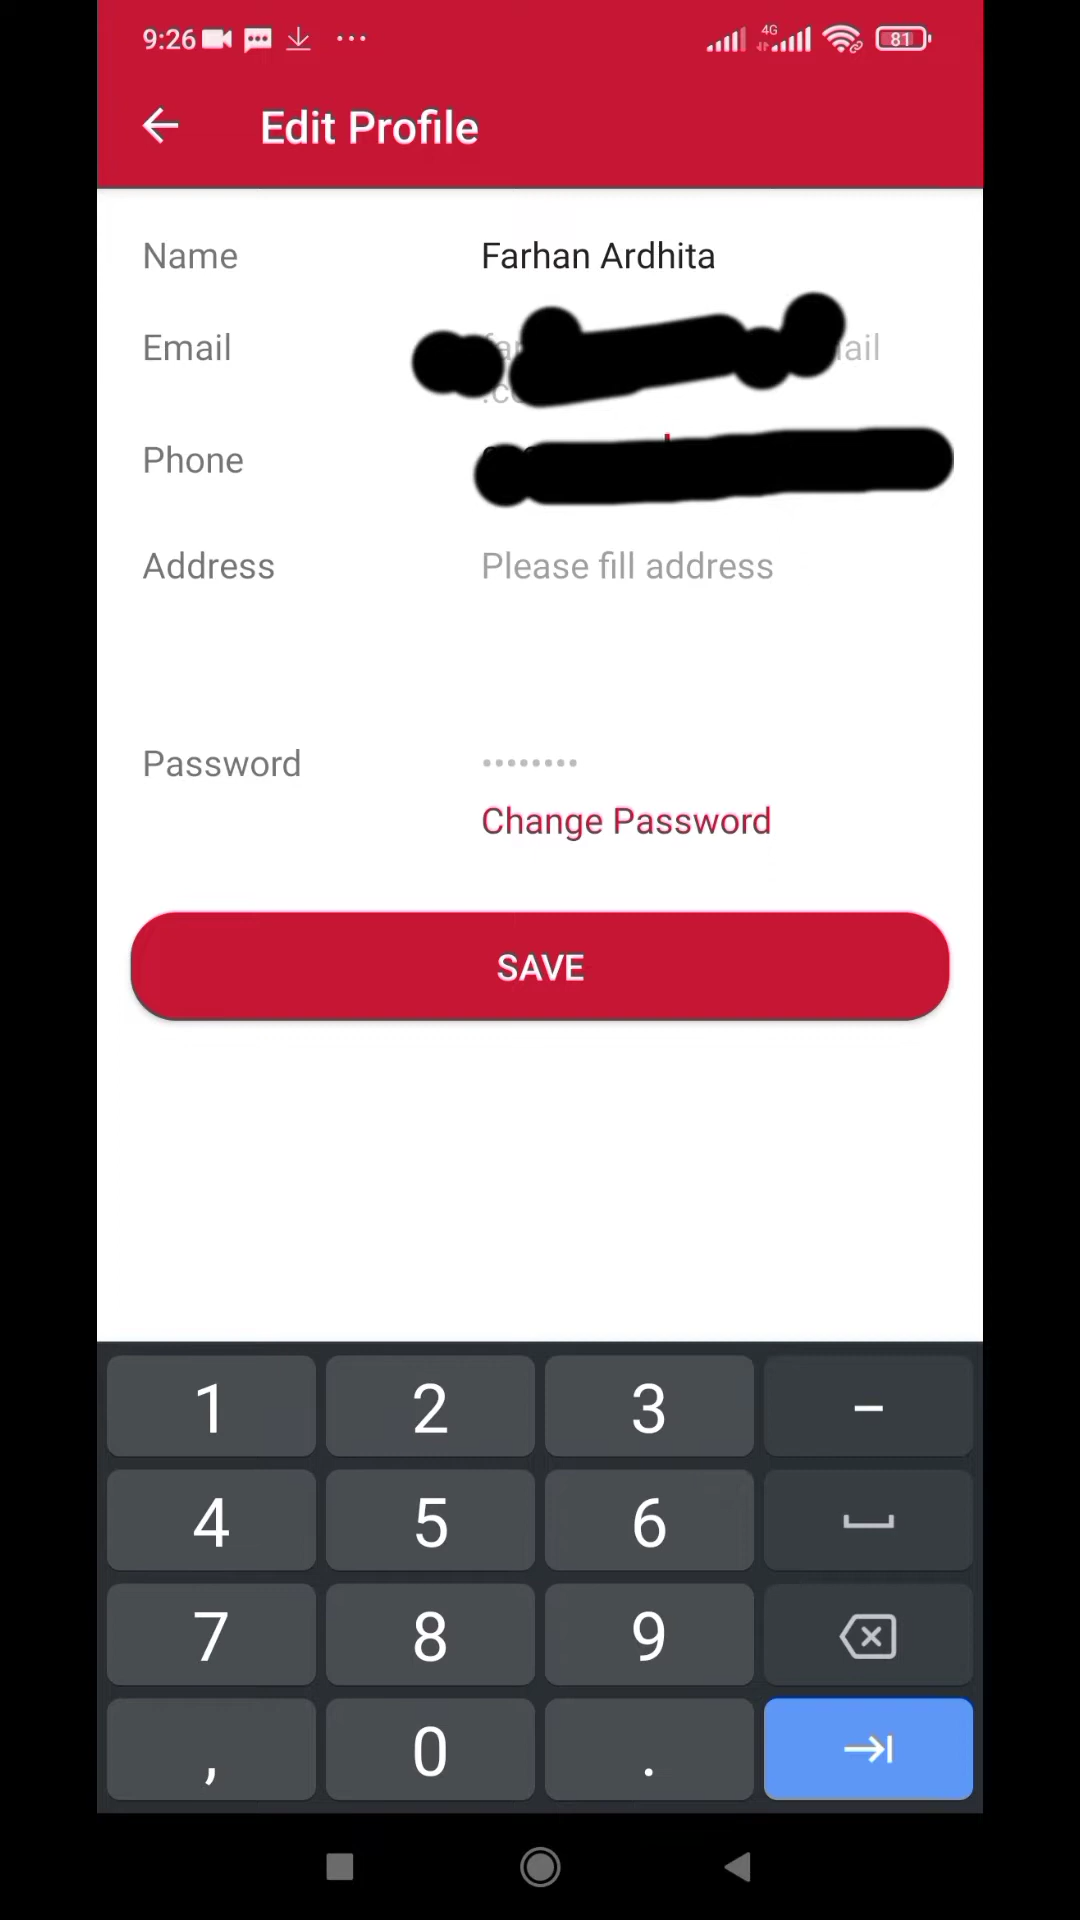 9:26 4G 81
Edit Profile
Name Farhan Ardhita
Email
Phone
Address Please fill address
Password ••••••••
Change Password
SAVE
1 2 3 –
4 5 6
7 8 9
, 0 .